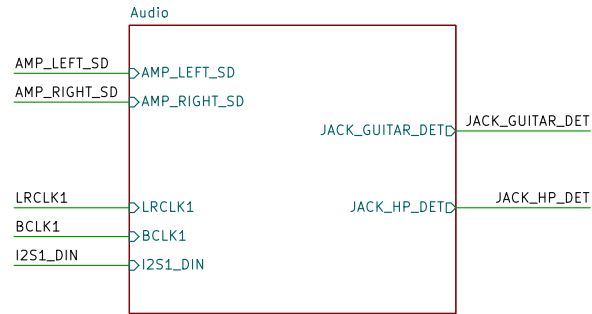 Audio
AMP_LEFT_SD
AMP_LEFT_SD
AMP_RIGHT_SD
AMP_RIGHT_SD
JACK_GUITAR_DET
JACK_GUITAR_DET
LRCLK1
LRCLK1
JACK_HP_DET
JACK_HP_DET
BCLK1
BCLK1
I2S1_DIN
I2S1_DIN